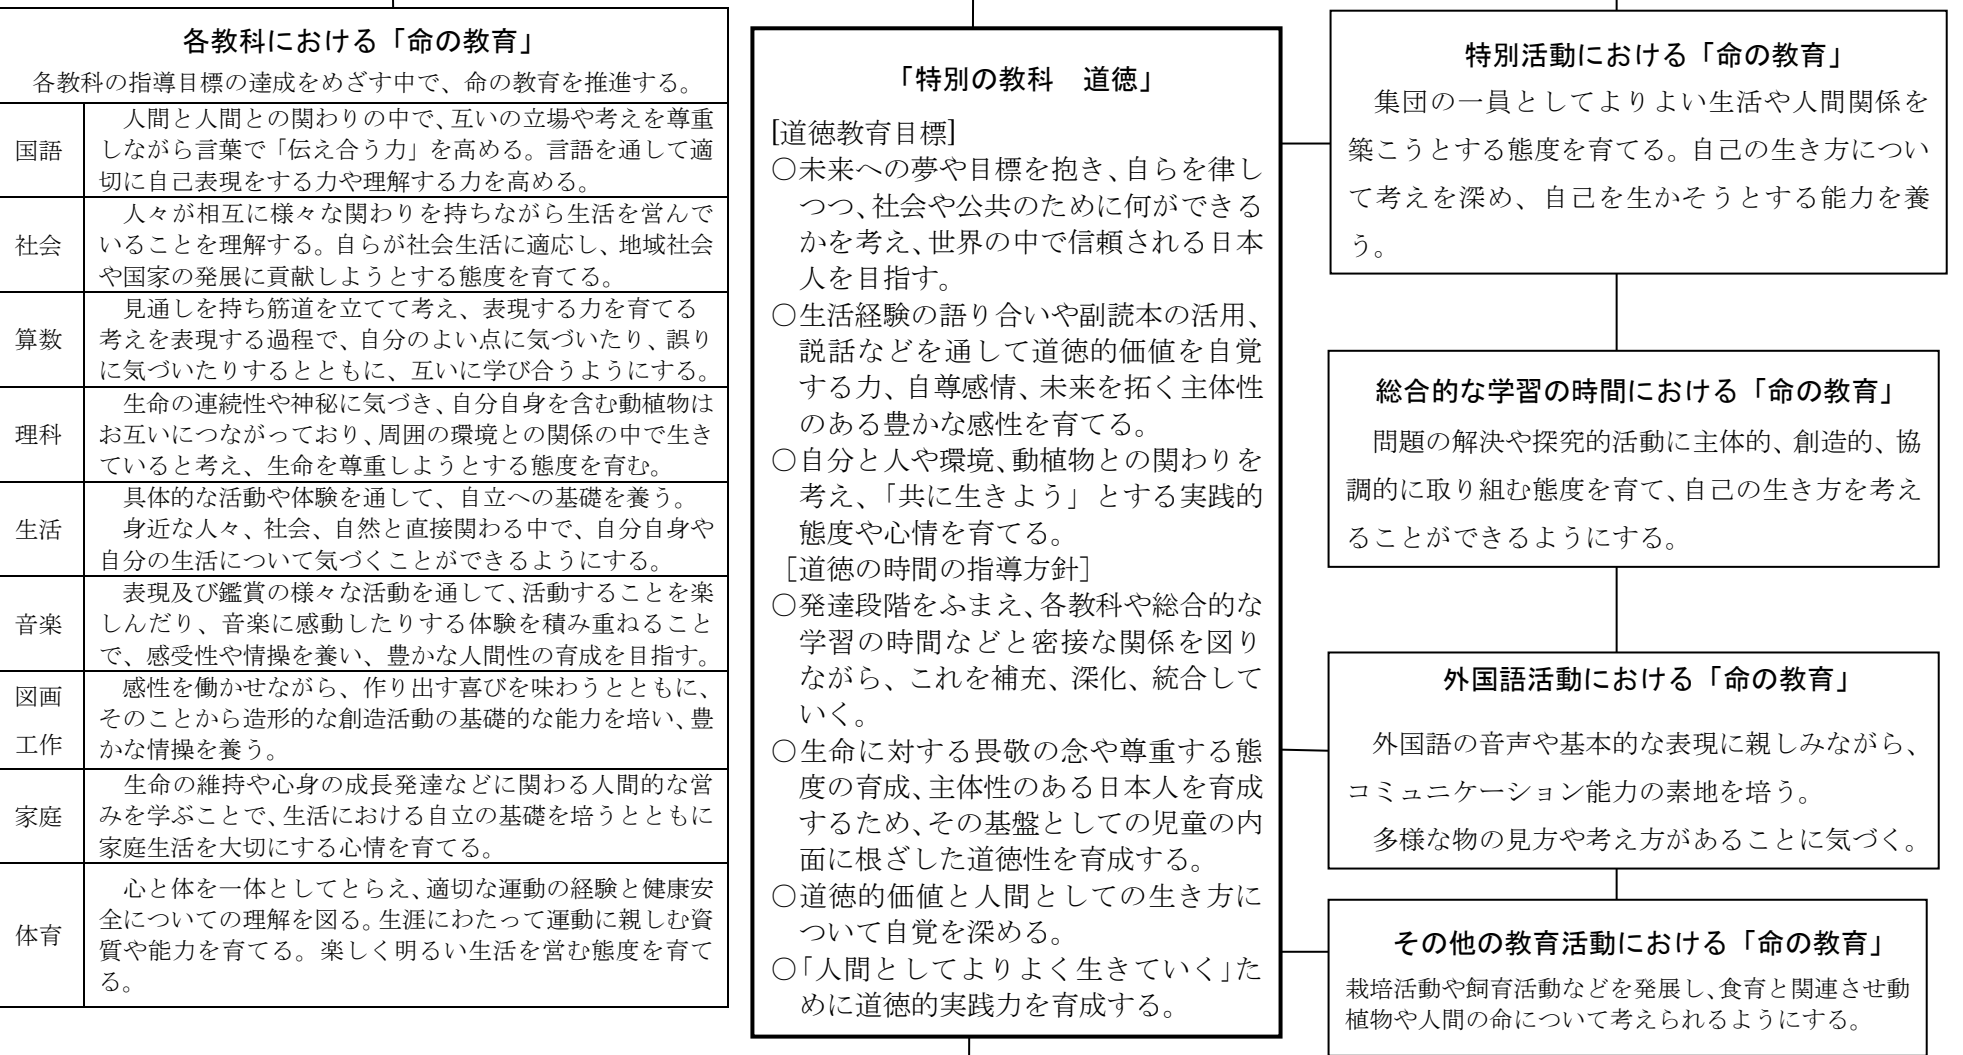 各教科における「命の教育」
各教科の指導目標の達成をめざす中で、命の教育を推進する。
国語
人間と人間との関わりの中で、互いの立場や考えを尊重
しながら言葉で「伝え合う力」を高める。言語を通して適
切に自己表現をする力や理解する力を高める。
社会
人々が相互に様々な関わりを持ちながら生活を営んで
いることを理解する。自らが社会生活に適応し、地域社会
や国家の発展に貢献しようとする態度を育てる。
算数
見通しを持ち筋道を立てて考え、表現する力を育てる
考えを表現する過程で、自分のよい点に気づいたり、誤り
に気づいたりするとともに、互いに学び合うようにする。
理科
生命の連続性や神秘に気づき、自分自身を含む動植物は
お互いにつながっており、周囲の環境との関係の中で生き
ていると考え、生命を尊重しようとする態度を育む。
生活
具体的な活動や体験を通して、自立への基礎を養う。
身近な人々、社会、自然と直接関わる中で、自分自身や
自分の生活について気づくことができるようにする。
音楽
表現及び鑑賞の様々な活動を通して、活動することを楽
しんだり、音楽に感動したりする体験を積み重ねること
で、感受性や情操を養い、豊かな人間性の育成を目指す。
図画
工作
感性を働かせながら、作り出す喜びを味わうとともに、
そのことから造形的な創造活動の基礎的な能力を培い、豊
かな情操を養う。
家庭
生命の維持や心身の成長発達などに関わる人間的な営
みを学ぶことで、生活における自立の基礎を培うとともに
家庭生活を大切にする心情を育てる。
体育
心と体を一体としてとらえ、適切な運動の経験と健康安
全についての理解を図る。生涯にわたって運動に親しむ資
質や能力を育てる。楽しく明るい生活を営む態度を育て
る。
「特別の教科　道徳」
[道徳教育目標]
○未来への夢や目標を抱き、自らを律し
つつ、社会や公共のために何ができる
かを考え、世界の中で信頼される日本
人を目指す。
○生活経験の語り合いや副読本の活用、
説話などを通して道徳的価値を自覚
する力、自尊感情、未来を拓く主体性
のある豊かな感性を育てる。
○自分と人や環境、動植物との関わりを
考え、「共に生きよう」とする実践的
態度や心情を育てる。
［道徳の時間の指導方針］
○発達段階をふまえ、各教科や総合的な
学習の時間などと密接な関係を図り
ながら、これを補充、深化、統合して
いく。
○生命に対する畏敬の念や尊重する態
度の育成、主体性のある日本人を育成
するため、その基盤としての児童の内
面に根ざした道徳性を育成する。
○道徳的価値と人間としての生き方に
ついて自覚を深める。
○「人間としてよりよく生きていく」た
めに道徳的実践力を育成する。
特別活動における「命の教育」
集団の一員としてよりよい生活や人間関係を
築こうとする態度を育てる。自己の生き方につい
て考えを深め、自己を生かそうとする能力を養
う。
総合的な学習の時間における「命の教育」
問題の解決や探究的活動に主体的、創造的、協
調的に取り組む態度を育て、自己の生き方を考え
ることができるようにする。
外国語活動における「命の教育」
外国語の音声や基本的な表現に親しみながら、
コミュニケーション能力の素地を培う。
多様な物の見方や考え方があることに気づく。
その他の教育活動における「命の教育」
栽培活動や飼育活動などを発展し、食育と関連させ動
植物や人間の命について考えられるようにする。